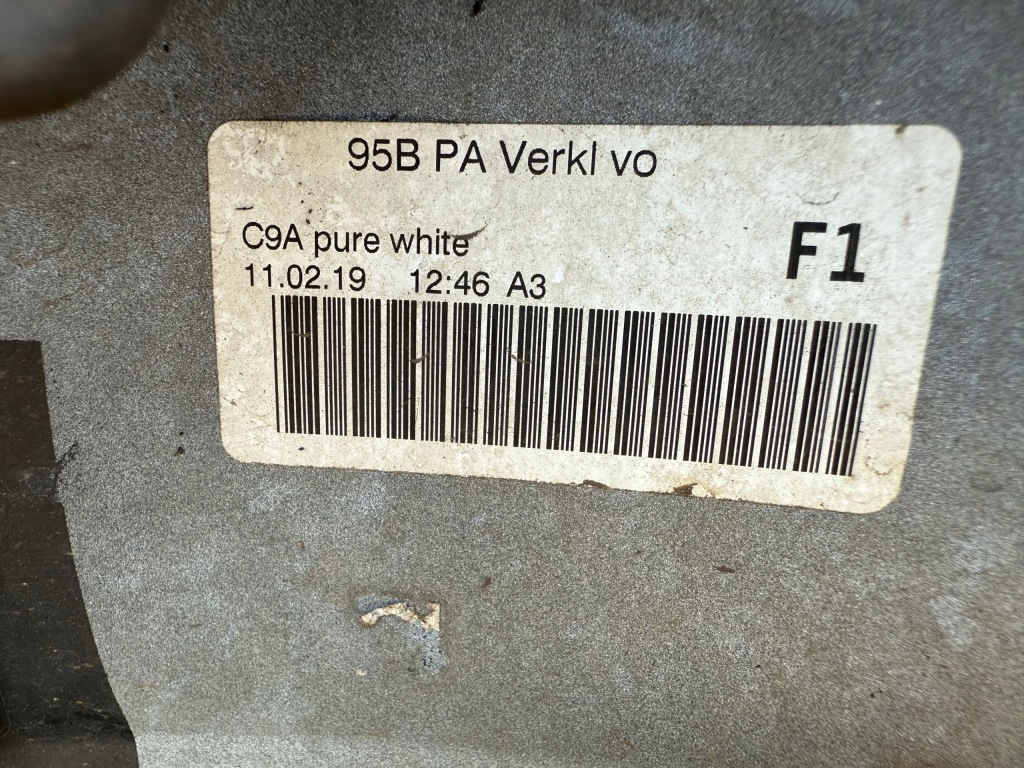 95B PA Verkl vo
C9A pure white
F1
11.02.19 12:46 A3